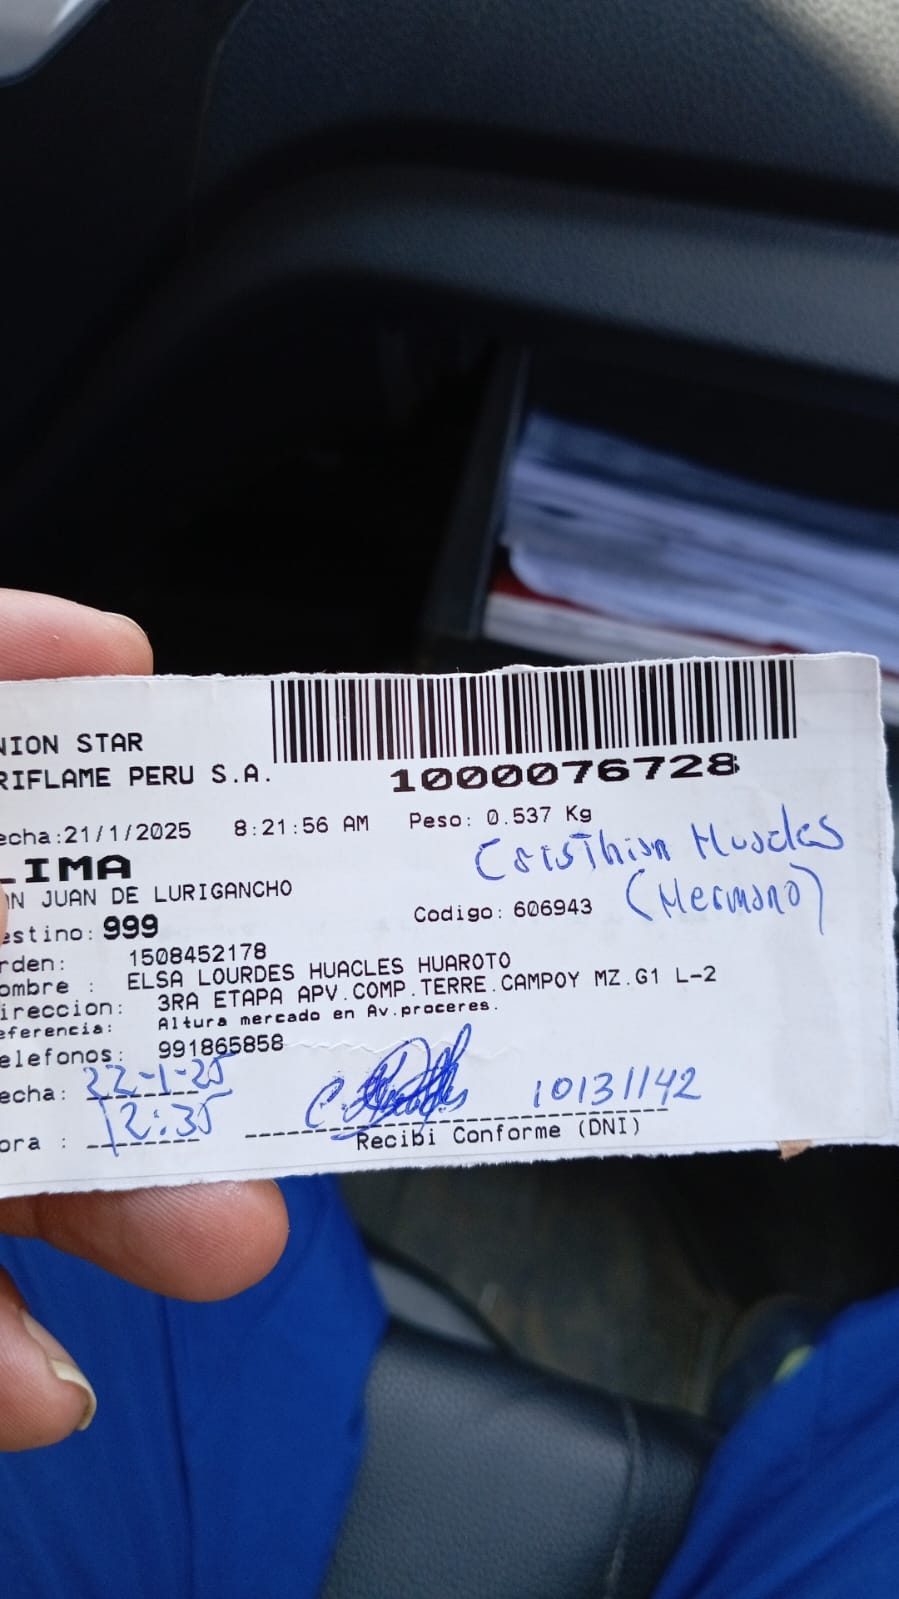 NION STAR
RIFLAME PERU S.A.
1000076728
echa:21/1/2025 8:21:56 AM Peso: 0.537 Kg
LIMA
Cristhian Huacles
N JUAN DE LURIGANCHO
(Hermano)
estino: 999 Codigo: 606943
rden: 1508452178
ombre : ELSA LOURDES HUACLES HUAROTO
ireccion: 3RA ETAPA APV.COMP.TERRE.CAMPOY MZ.G1 L-2
eferencia: Altura mercado en Av.proceres.
elefonos: 991865858
echa: 22-1-25
10131142
ora : 12:35
Recibi Conforme (DNI)